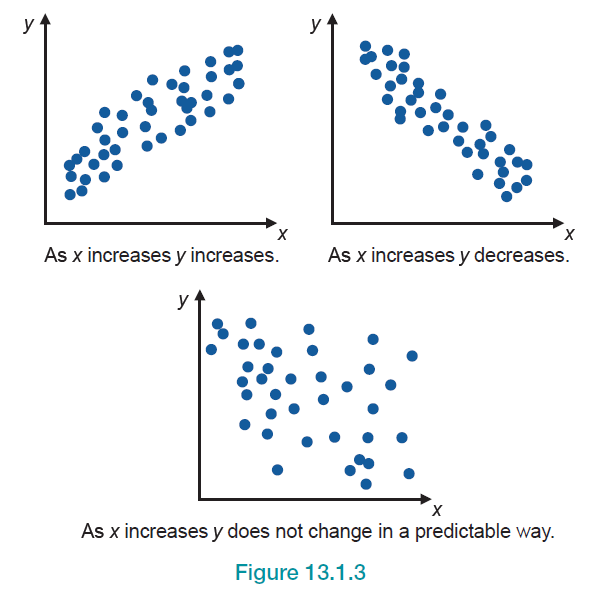 y
y
x
x
As x increases y increases.
As x increases y decreases.
y
x
As x increases y does not change in a predictable way.
Figure 13.1.3